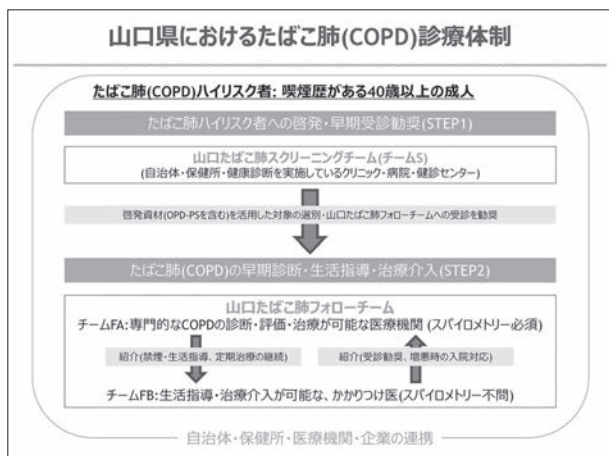 山口県におけるたばこ肺(COPD)診療体制
たばこ肺(COPD)ハイリスク者: 喫煙歴がある40歳以上の成人
たばこ肺ハイリスク者への啓発・早期受診勧奨(STEP1)
山口たばこ肺スクリーニングチーム(チームS)
(自治体・保健所・健康診断を実施しているクリニック・病院・健診センター)
啓発資材(OPD-PSを含む)を活用した対象の選別・山口たばこ肺フォローチームへの受診を勧奨
たばこ肺(COPD)の早期診断・生活指導・治療介入(STEP2)
山口たばこ肺フォローチーム
チームFA:専門的なCOPDの診断・評価・治療が可能な医療機関 (スパイロメトリー必須)
紹介(禁煙・生活指導、定期治療の継続)
紹介(受診勧奨、増悪時の入院対応)
チームFB:生活指導・治療介入が可能な、かかりつけ医(スパイロメトリー不問)
自治体・保健所・医療機関・企業の連携